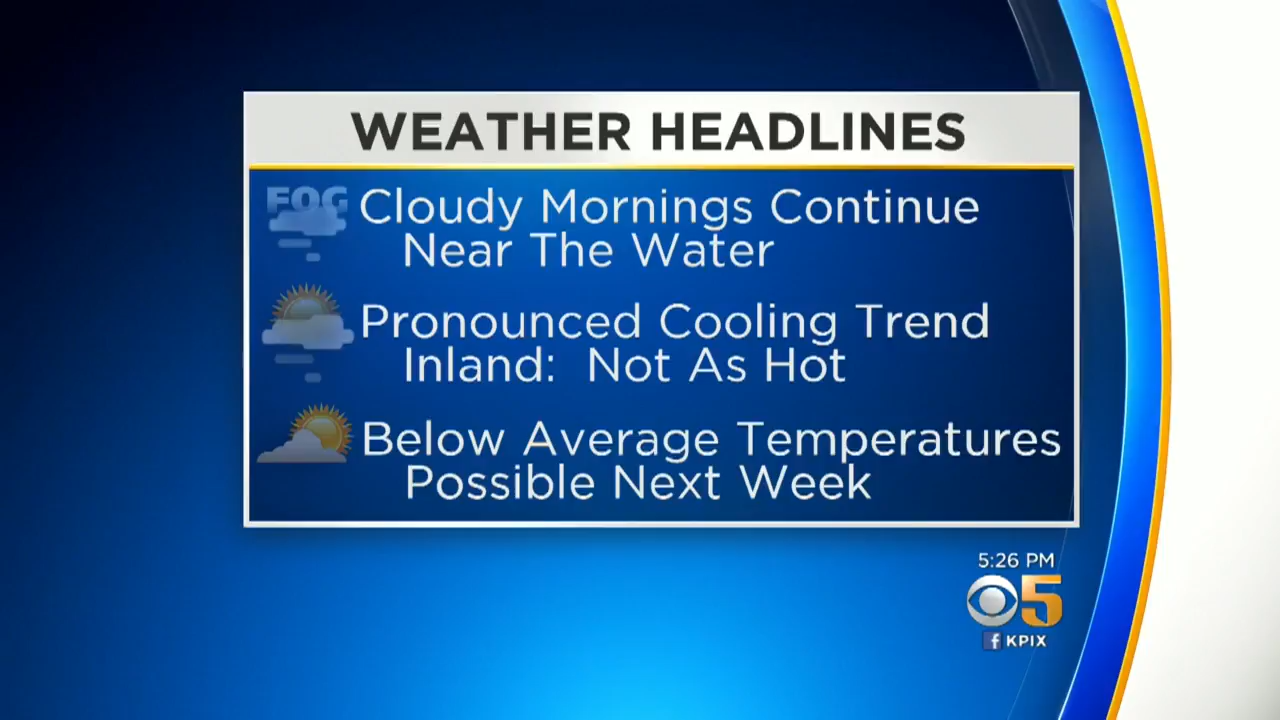 WEATHER HEADLINES
FOG
Cloudy Mornings Continue
Near The Water
Pronounced Cooling Trend
Inland: Not As Hot
Below Average Temperatures
Possible Next Week
5:26 PM
5
f KPIX